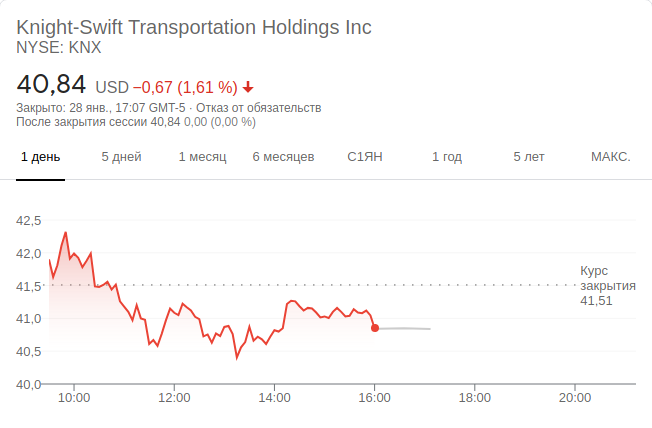 Knight-Swift Transportation Holdings Inc
NYSE: KNX
40,84 USD −0,67 (1,61 %)
Закрыто: 28 янв., 17:07 GMT-5 · Отказ от обязательств
После закрытия сессии 40,84 0,00 (0,00 %)
1 день 5 дней 1 месяц 6 месяцев С1ЯН 1 год 5 лет МАКС.
42,5
42,0
Курс
41,5 закрытия
41,51
41,0
40,5
40,0
10:00 12:00 14:00 16:00 18:00 20:00